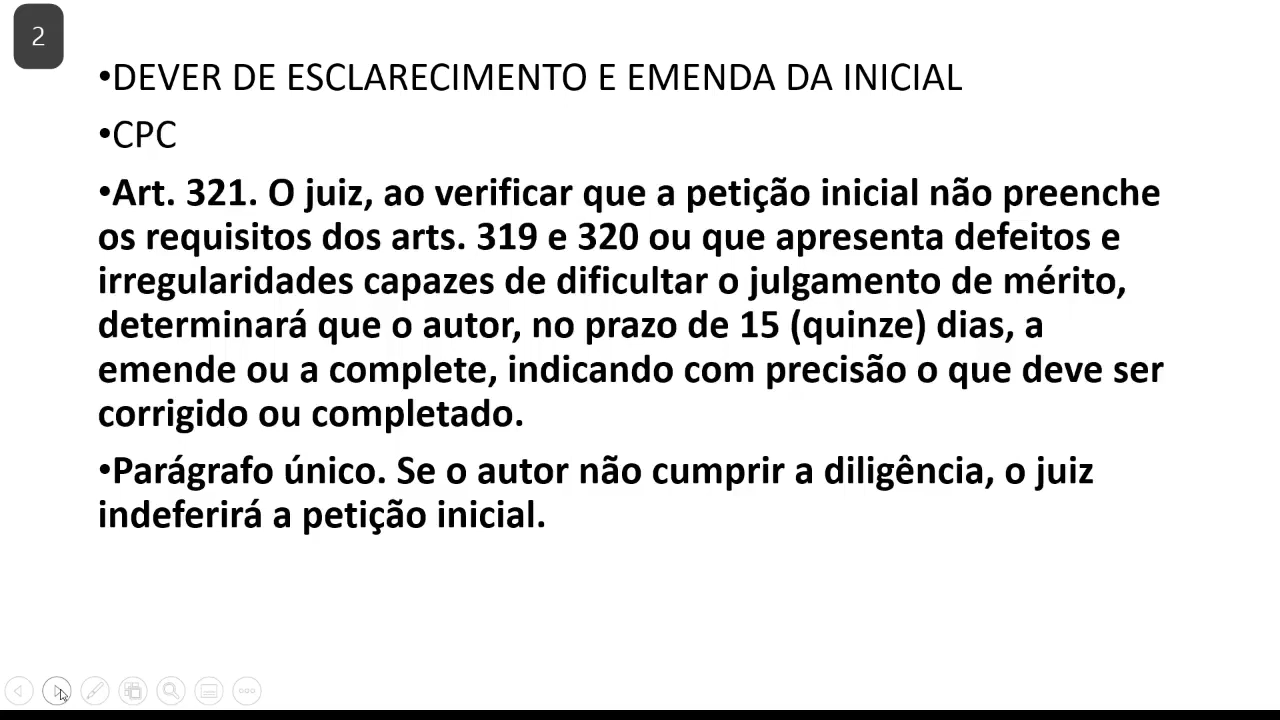 2
•DEVER DE ESCLARECIMENTO E EMENDA DA INICIAL
•CPC
•Art. 321. O juiz, ao verificar que a petição inicial não preenche
os requisitos dos arts. 319 e 320 ou que apresenta defeitos e
irregularidades capazes de dificultar o julgamento de mérito,
determinará que o autor, no prazo de 15 (quinze) dias, a
emende ou a complete, indicando com precisão o que deve ser
corrigido ou completado.
•Parágrafo único. Se o autor não cumprir a diligência, o juiz
indeferirá a petição inicial.